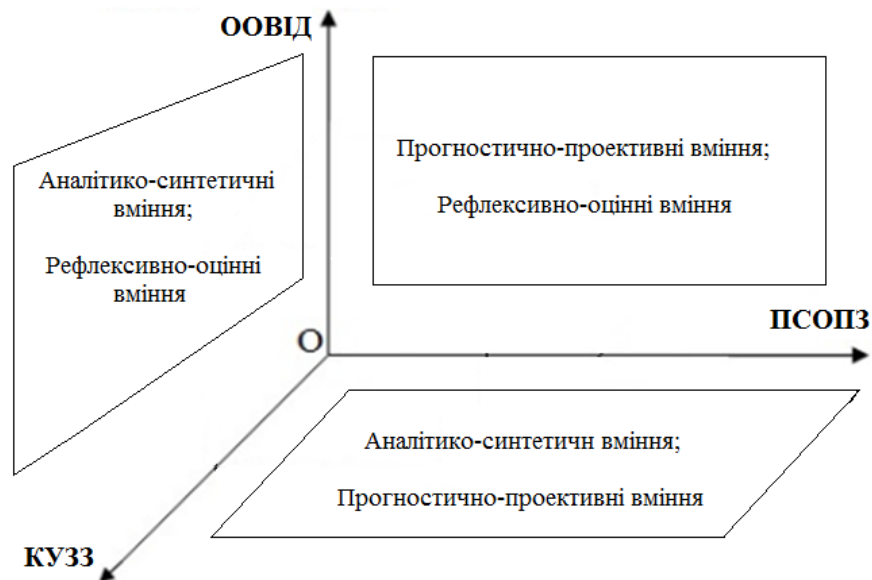 ООВІД
Прогностично-проективні вміння;
Рефлексивно-оцінні вміння
Аналітико-синтетичні
вміння;
Рефлексивно-оцінні
вміння
ПСОПЗ
О
Аналітико-синтетичн вміння;
Прогностично-проективні вміння
КУЗЗ